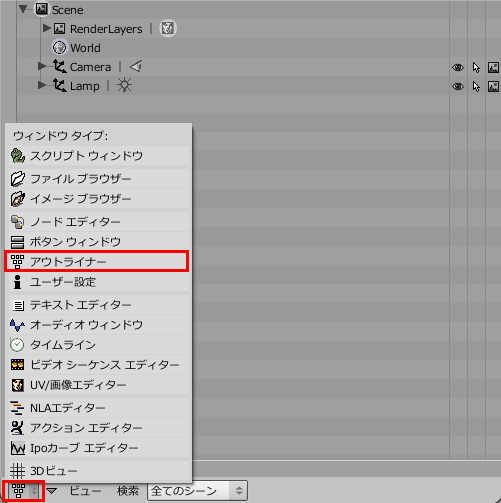 Scene
RenderLayers |
World
Camera |
Lamp |
ウィンドウ タイプ:
スクリプト ウィンドウ
ファイル ブラウザー
イメージ ブラウザー
ノード エディター
ボタン ウィンドウ
アウトライナー
ユーザー設定
テキスト エディター
オーディオ ウィンドウ
タイムライン
ビデオ シーケンス エディター
UV/画像エディター
NLAエディター
アクション エディター
Ipoカーブ エディター
3Dビュー
ビュー 検索 全てのシーン